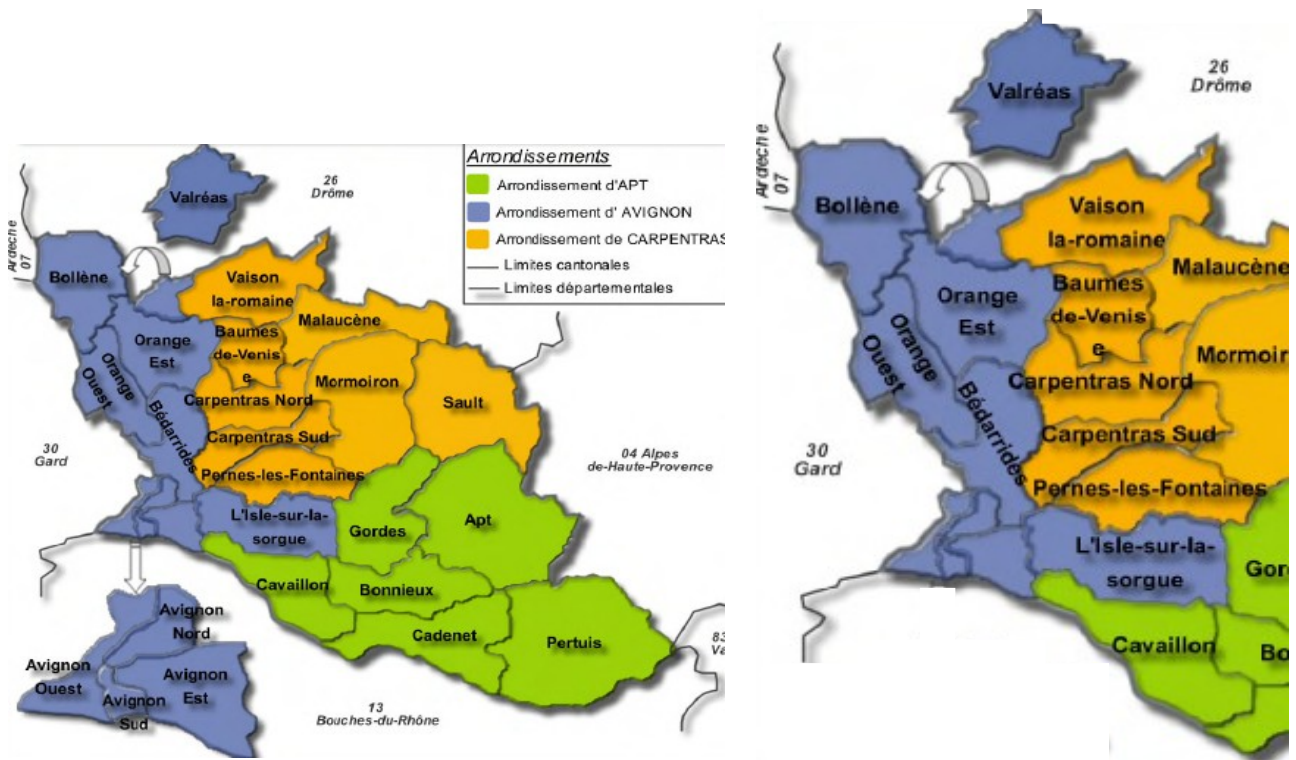 Arrondissements
Arrondissement d'APT
Arrondissement d' AVIGNON
Arrondissement de CARPENTRAS
Limites cantonales
Limites départementales
26
Drôme
Ardèche
07
Valréas
Bollène
Vaison
la-romaine
Malaucène
Orange
Est
Baumes
de-Venis
e
Orange
Ouest
Mormoiron
Sault
Carpentras Nord
Bédarrides
Carpentras Sud
Pernes-les-Fontaines
30
Gard
04 Alpes
de-Haute-Provence
L'Isle-sur-la-
sorgue
Gordes
Apt
Cavaillon
Bonnieux
Cadenet
Pertuis
83
Va
Avignon
Nord
Avignon
Ouest
Avignon
Est
Avignon
Sud
13
Bouches-du-Rhône
26
Drôme
Valréas
Ardèche
07
Bollène
Vaison
la-romaine
Malaucène
Orange
Est
Baumes
de-Venis
e
Orange
Ouest
Mormoir
Carpentras Nord
Bédarrides
Carpentras Sud
Pernes-les-Fontaines
30
Gard
L'Isle-sur-la-
sorgue
Gord
Cavaillon
Bo